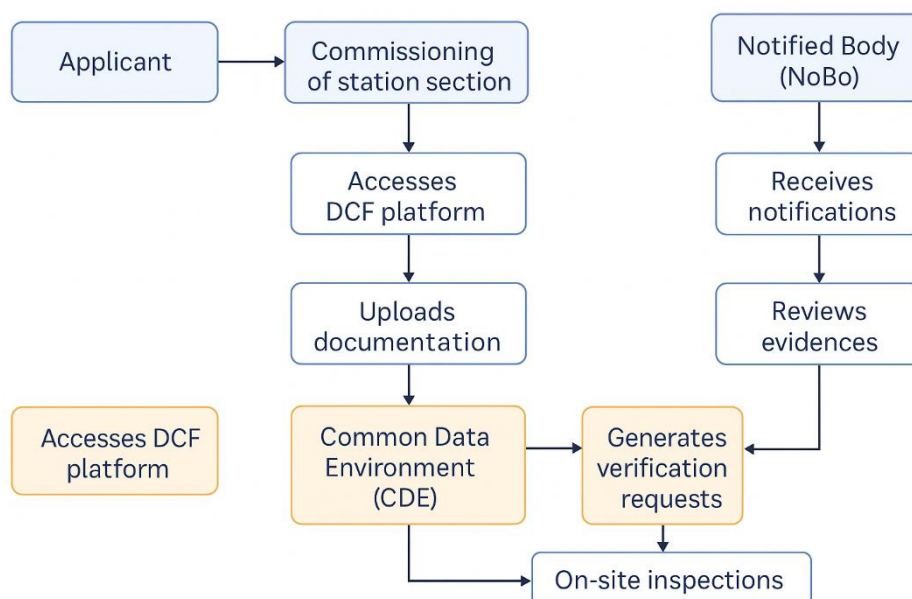 Applicant
Commissioning
of station section
Notified Body
(NoBo)
Accesses
DCF platform
Receives
notifications
Uploads
documentation
Reviews
evidences
Accesses DCF
platform
Common Data
Environment
(CDE)
Generates
verification
requests
On-site inspections